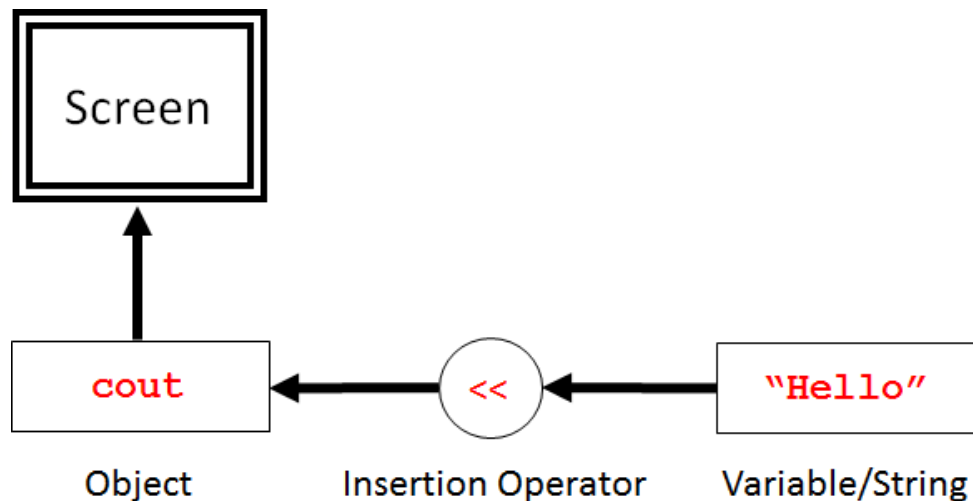 Screen
cout
<<
“Hello”
Object
Insertion Operator
Variable/String